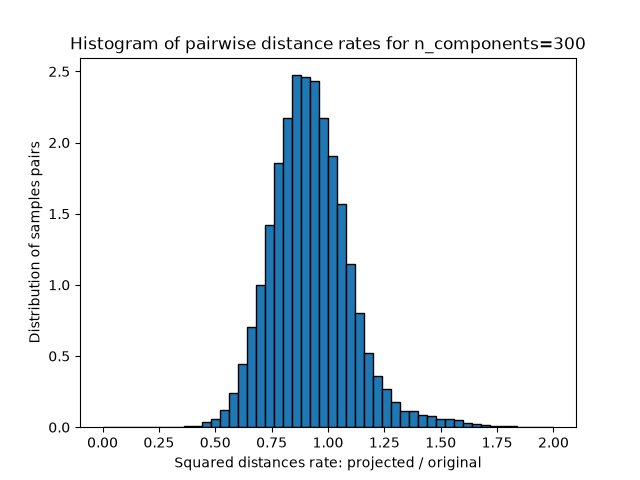 Histogram of pairwise distance rates for n_components=300
Distribution of samples pairs
2.5
2.0
1.5
1.0
0.5
0.0
0.00 0.25 0.50 0.75 1.00 1.25 1.50 1.75 2.00
Squared distances rate: projected / original